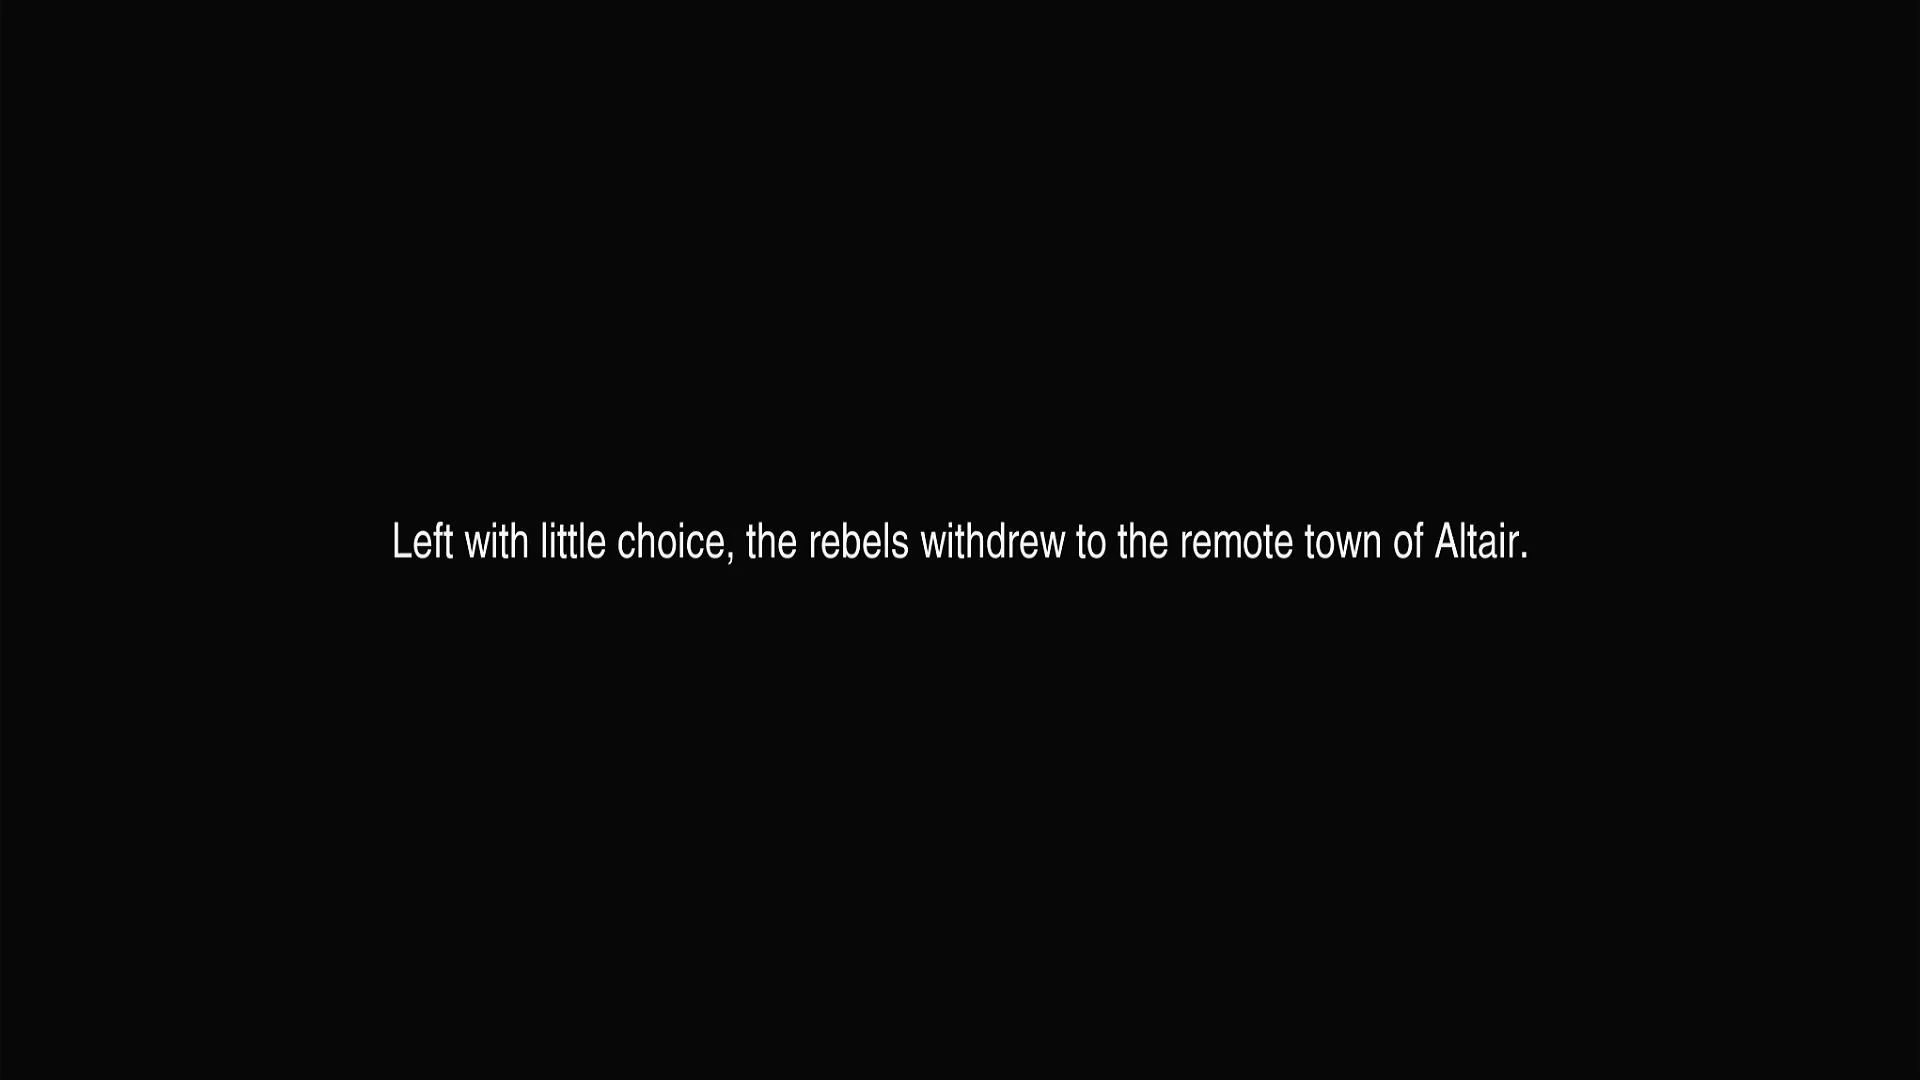 Left with little choice, the rebels withdrew to the remote town of Altair.